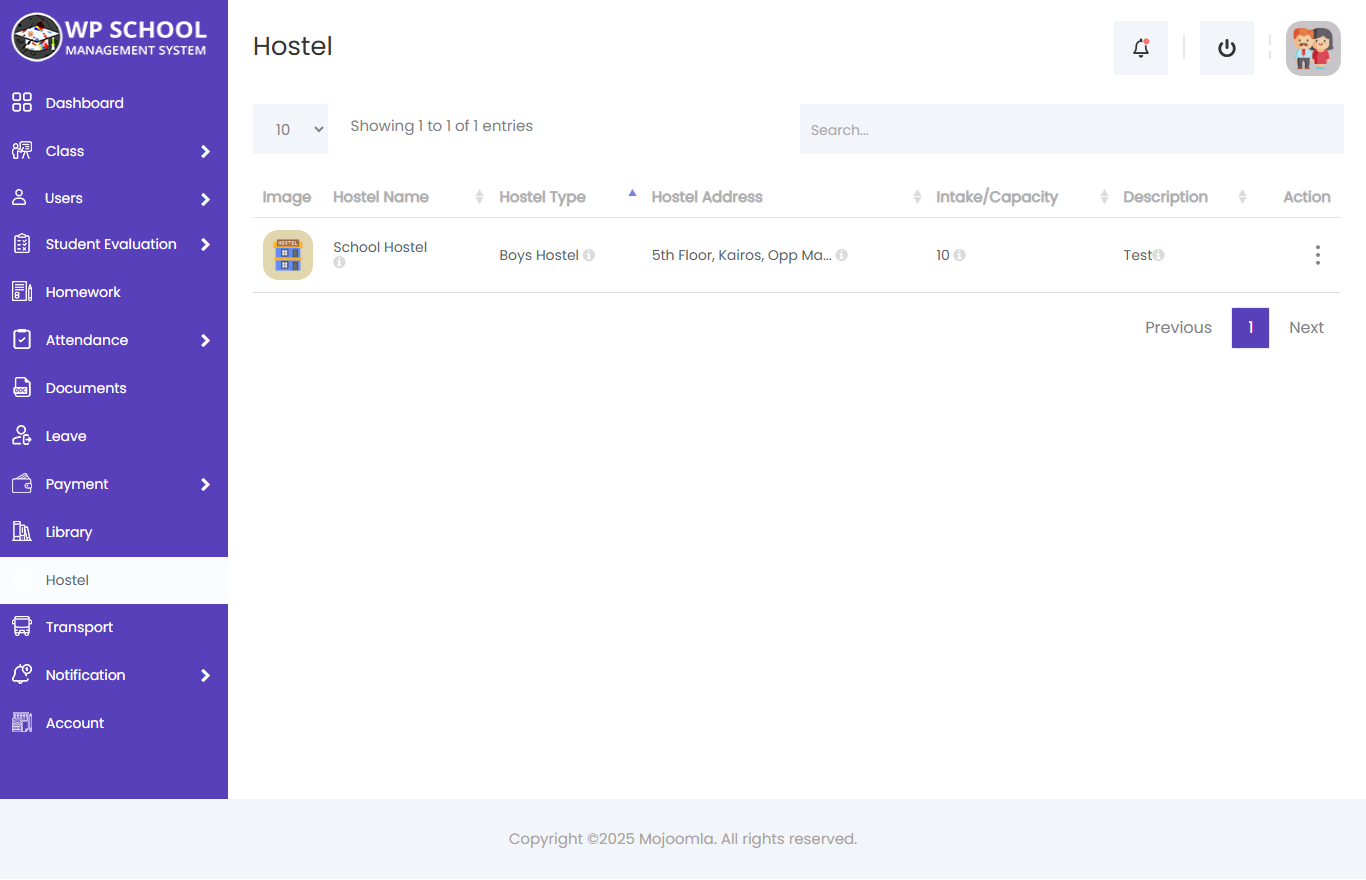 WP SCHOOL
MANAGEMENT SYSTEM
Dashboard
Class
Users
Student Evaluation
Homework
Attendance
Documents
Leave
Payment
Library
Hostel
Transport
Notification
Account
Hostel
10
Showing 1 to 1 of 1 entries
Search...
Image Hostel Name Hostel Type Hostel Address Intake/Capacity Description Action
HOSTEL
School Hostel
Boys Hostel
5th Floor, Kairos, Opp Ma...
10
Test
Previous 1 Next
Copyright ©2025 Mojoomla. All rights reserved.